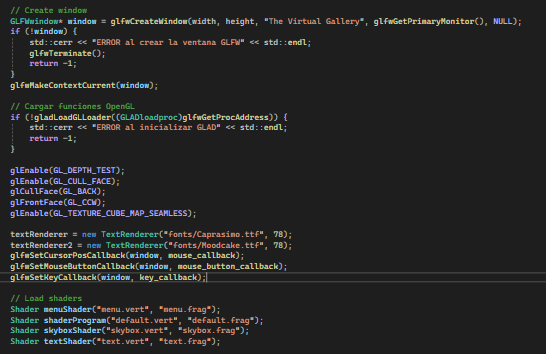 // Create window
GLFWwindow* window = glfwCreateWindow(width, height, "The Virtual Gallery", glfwGetPrimaryMonitor(), NULL);
if (!window) {
    std::cerr << "ERROR al crear la ventana GLFW" << std::endl;
    glfwTerminate();
    return -1;
}
glfwMakeContextCurrent(window);

// Cargar funciones OpenGL
if (!gladLoadGLLoader((GLADloadproc)glfwGetProcAddress)) {
    std::cerr << "ERROR al inicializar GLAD" << std::endl;
    return -1;
}

glEnable(GL_DEPTH_TEST);
glEnable(GL_CULL_FACE);
glCullFace(GL_BACK);
glFrontFace(GL_CCW);
glEnable(GL_TEXTURE_CUBE_MAP_SEAMLESS);

textRenderer = new TextRenderer("fonts/Caprasimo.ttf", 78);
textRenderer2 = new TextRenderer("fonts/Moodcake.ttf", 78);
glfwSetCursorPosCallback(window, mouse_callback);
glfwSetMouseButtonCallback(window, mouse_button_callback);
glfwSetKeyCallback(window, key_callback);

// Load shaders
Shader menuShader("menu.vert", "menu.frag");
Shader shaderProgram("default.vert", "default.frag");
Shader skyboxShader("skybox.vert", "skybox.frag");
Shader textShader("text.vert", "text.frag");